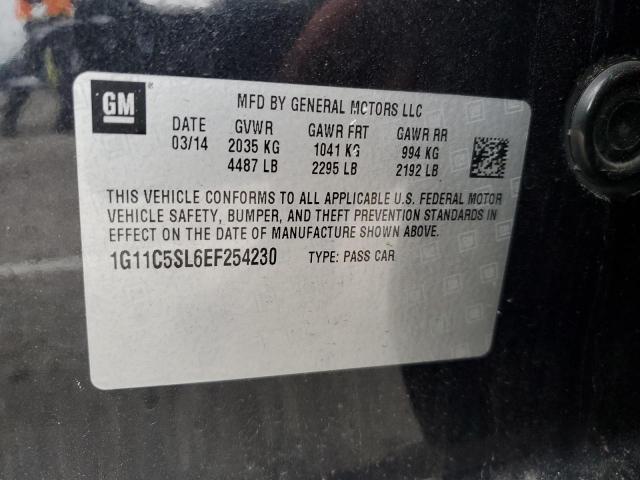 GM ®
MFD BY GENERAL MOTORS LLC
DATE GVWR GAWR FRT GAWR RR
03/14 2035 KG 1041 KG 994 KG
4487 LB 2295 LB 2192 LB
THIS VEHICLE CONFORMS TO ALL APPLICABLE U.S. FEDERAL MOTOR
VEHICLE SAFETY, BUMPER, AND THEFT PREVENTION STANDARDS IN
EFFECT ON THE DATE OF MANUFACTURE SHOWN ABOVE.
1G11C5SL6EF254230 TYPE: PASS CAR